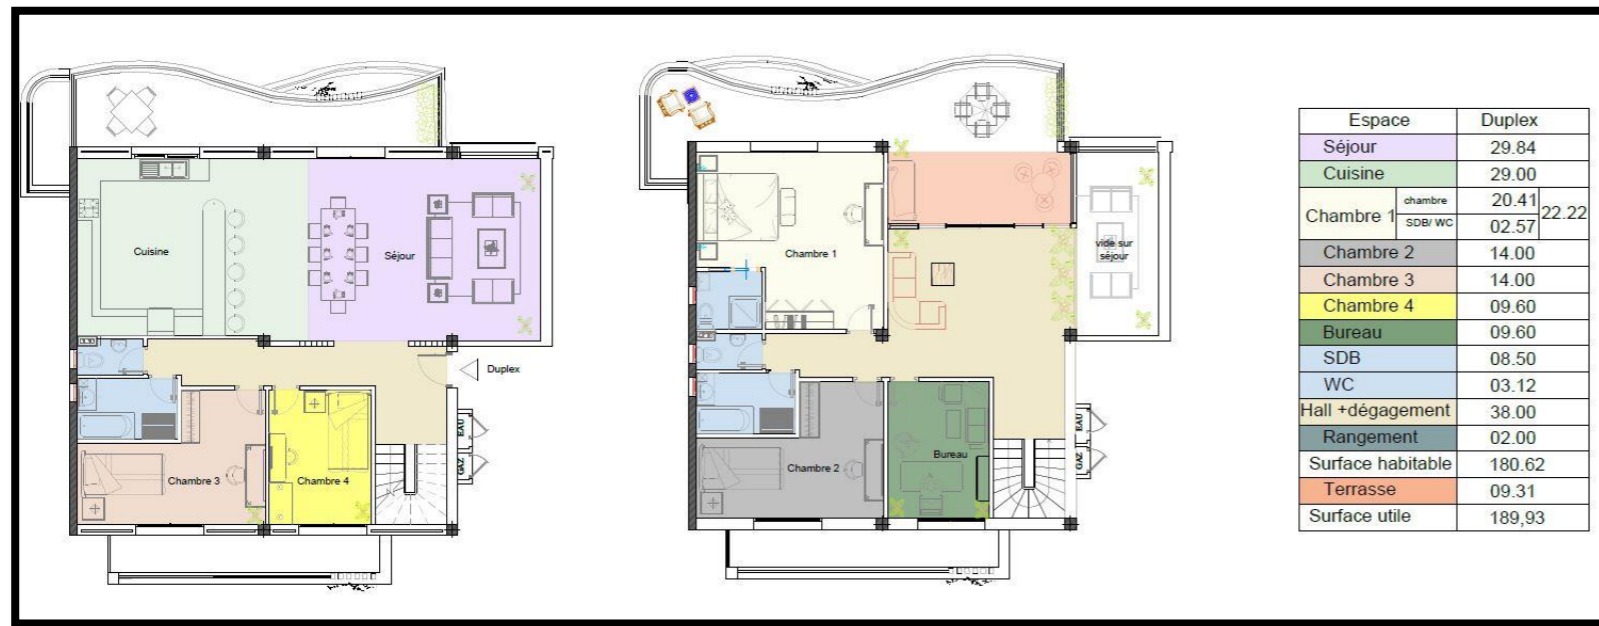 Cuisine
Séjour
Duplex
EAU
GAZ
Chambre 3
Chambre 4
Chambre 1
vide sur
séjour
EAU
GAZ
Chambre 2
Bureau
Espace Duplex
Séjour 29.84
Cuisine 29.00
Chambre 1 chambre 20.41 22.22
SDB/ WC 02.57
Chambre 2 14.00
Chambre 3 14.00
Chambre 4 09.60
Bureau 09.60
SDB 08.50
WC 03.12
Hall +dégagement 38.00
Rangement 02.00
Surface habitable 180.62
Terrasse 09.31
Surface utile 189,93